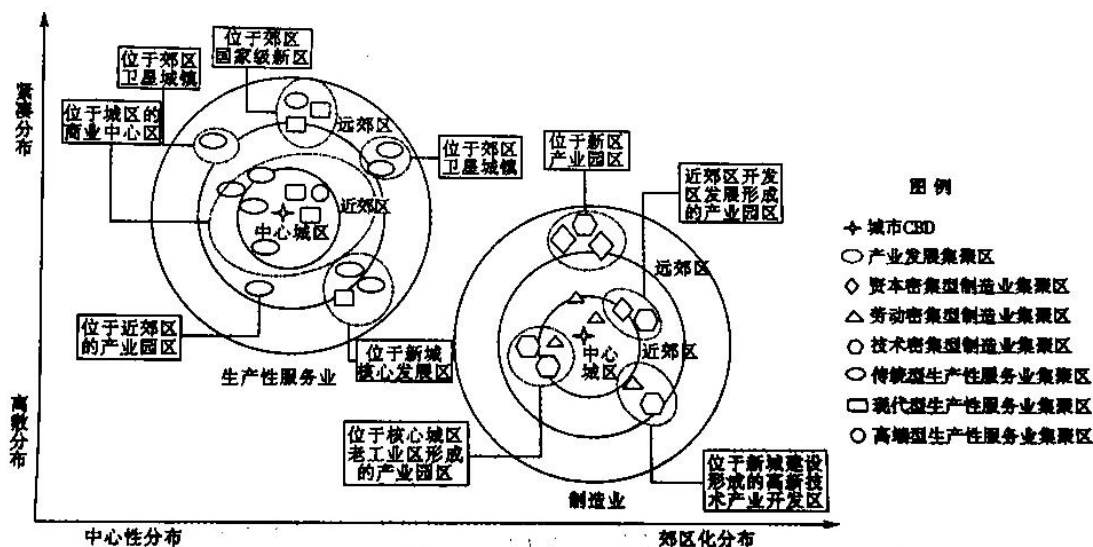 紧凑分布
离散分布
中心性分布
郊区化分布
位于郊区
卫星城镇
位于郊区
国家级新区
位于城区的
商业中心区
远郊区
位于郊区
卫星城镇
近郊区
中心城区
位于近郊区
的产业园区
生产性服务业
位于新城
核心发展区
位于新区
产业园区
近郊区开发
区发展形成
的产业园区
远郊区
近郊区
中心
城区
位于核心城区
老工业区形成
的产业园区
制造业
位于新城建设
形成的高新技
术产业开发区
图例
城市CBD
产业发展集聚区
资本密集型制造业集聚区
劳动密集型制造业集聚区
技术密集型制造业集聚区
传统型生产性服务业集聚区
现代型生产性服务业集聚区
高端型生产性服务业集聚区